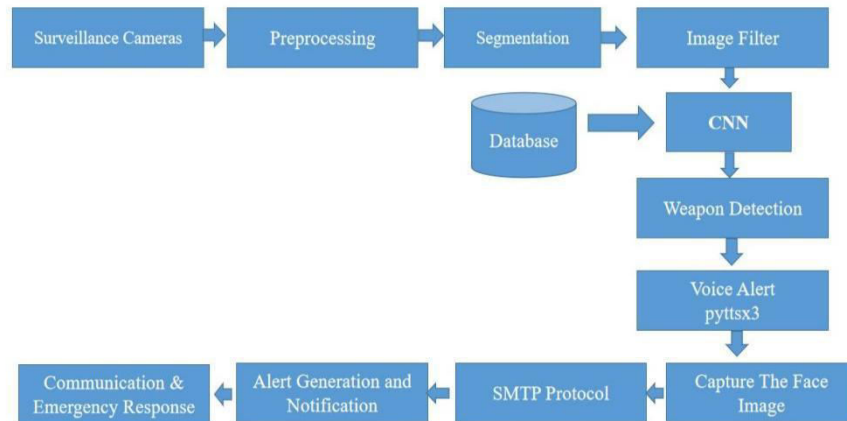 Surveillance Cameras
Preprocessing
Segmentation
Image Filter
Database
CNN
Weapon Detection
Voice Alert
pyttsx3
Capture The Face
Image
SMTP Protocol
Alert Generation and
Notification
Communication &
Emergency Response